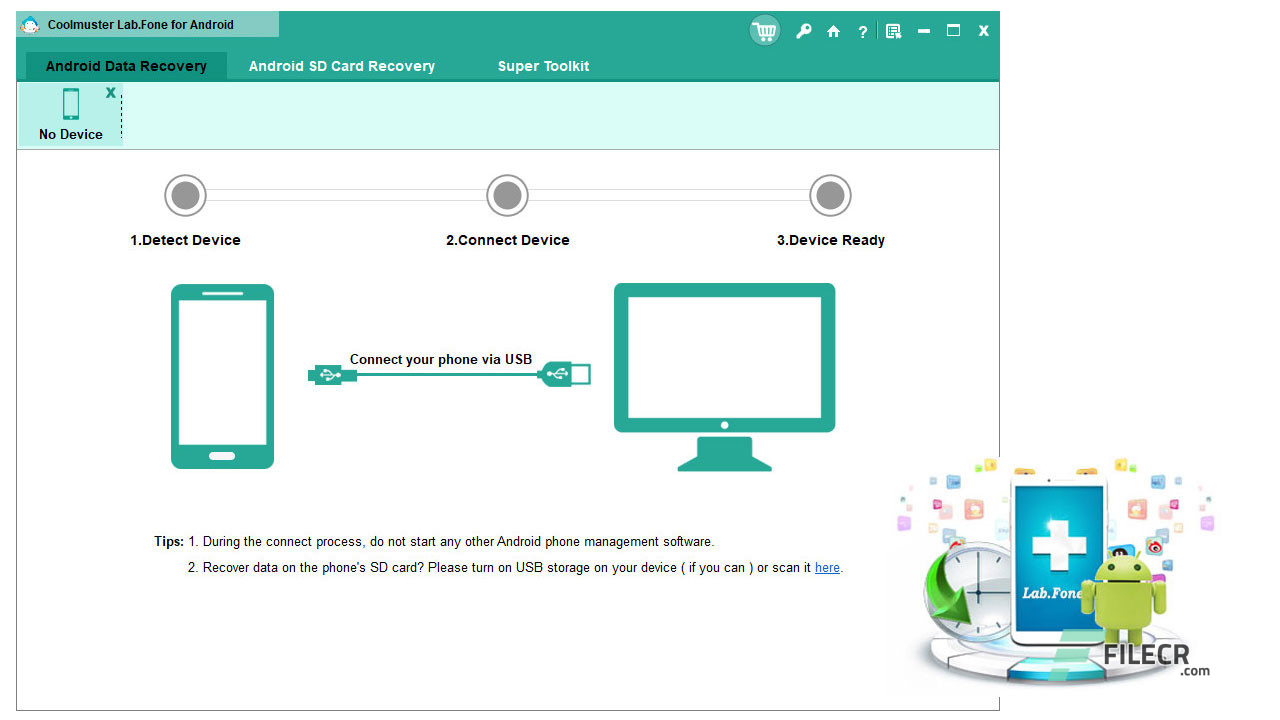 Coolmuster Lab.Fone for Android
?
X
Android Data Recovery
Android SD Card Recovery
Super Toolkit
X
No Device
1.Detect Device
2.Connect Device
3.Device Ready
Connect your phone via USB
Tips: 1. During the connect process, do not start any other Android phone management software.
2. Recover data on the phone's SD card? Please turn on USB storage on your device ( if you can ) or scan it here.
Lab.Fone
FILECR
.com